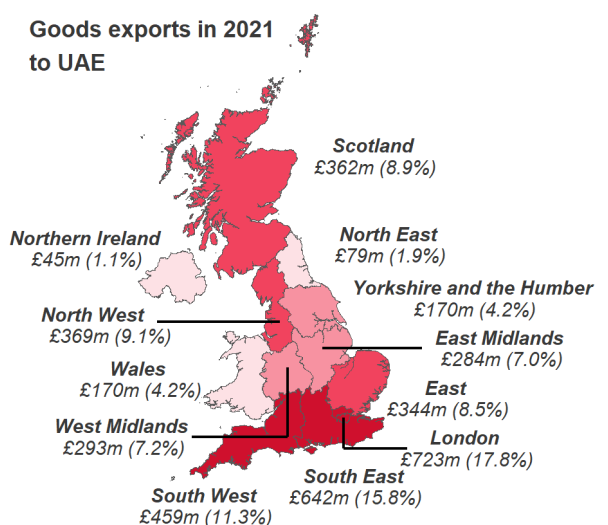 Goods exports in 2021
to UAE
Scotland
£362m (8.9%)
Northern Ireland
£45m (1.1%)
North East
£79m (1.9%)
Yorkshire and the Humber
£170m (4.2%)
North West
£369m (9.1%)
East Midlands
£284m (7.0%)
Wales
£170m (4.2%)
East
£344m (8.5%)
West Midlands
£293m (7.2%)
London
£723m (17.8%)
South East
£642m (15.8%)
South West
£459m (11.3%)